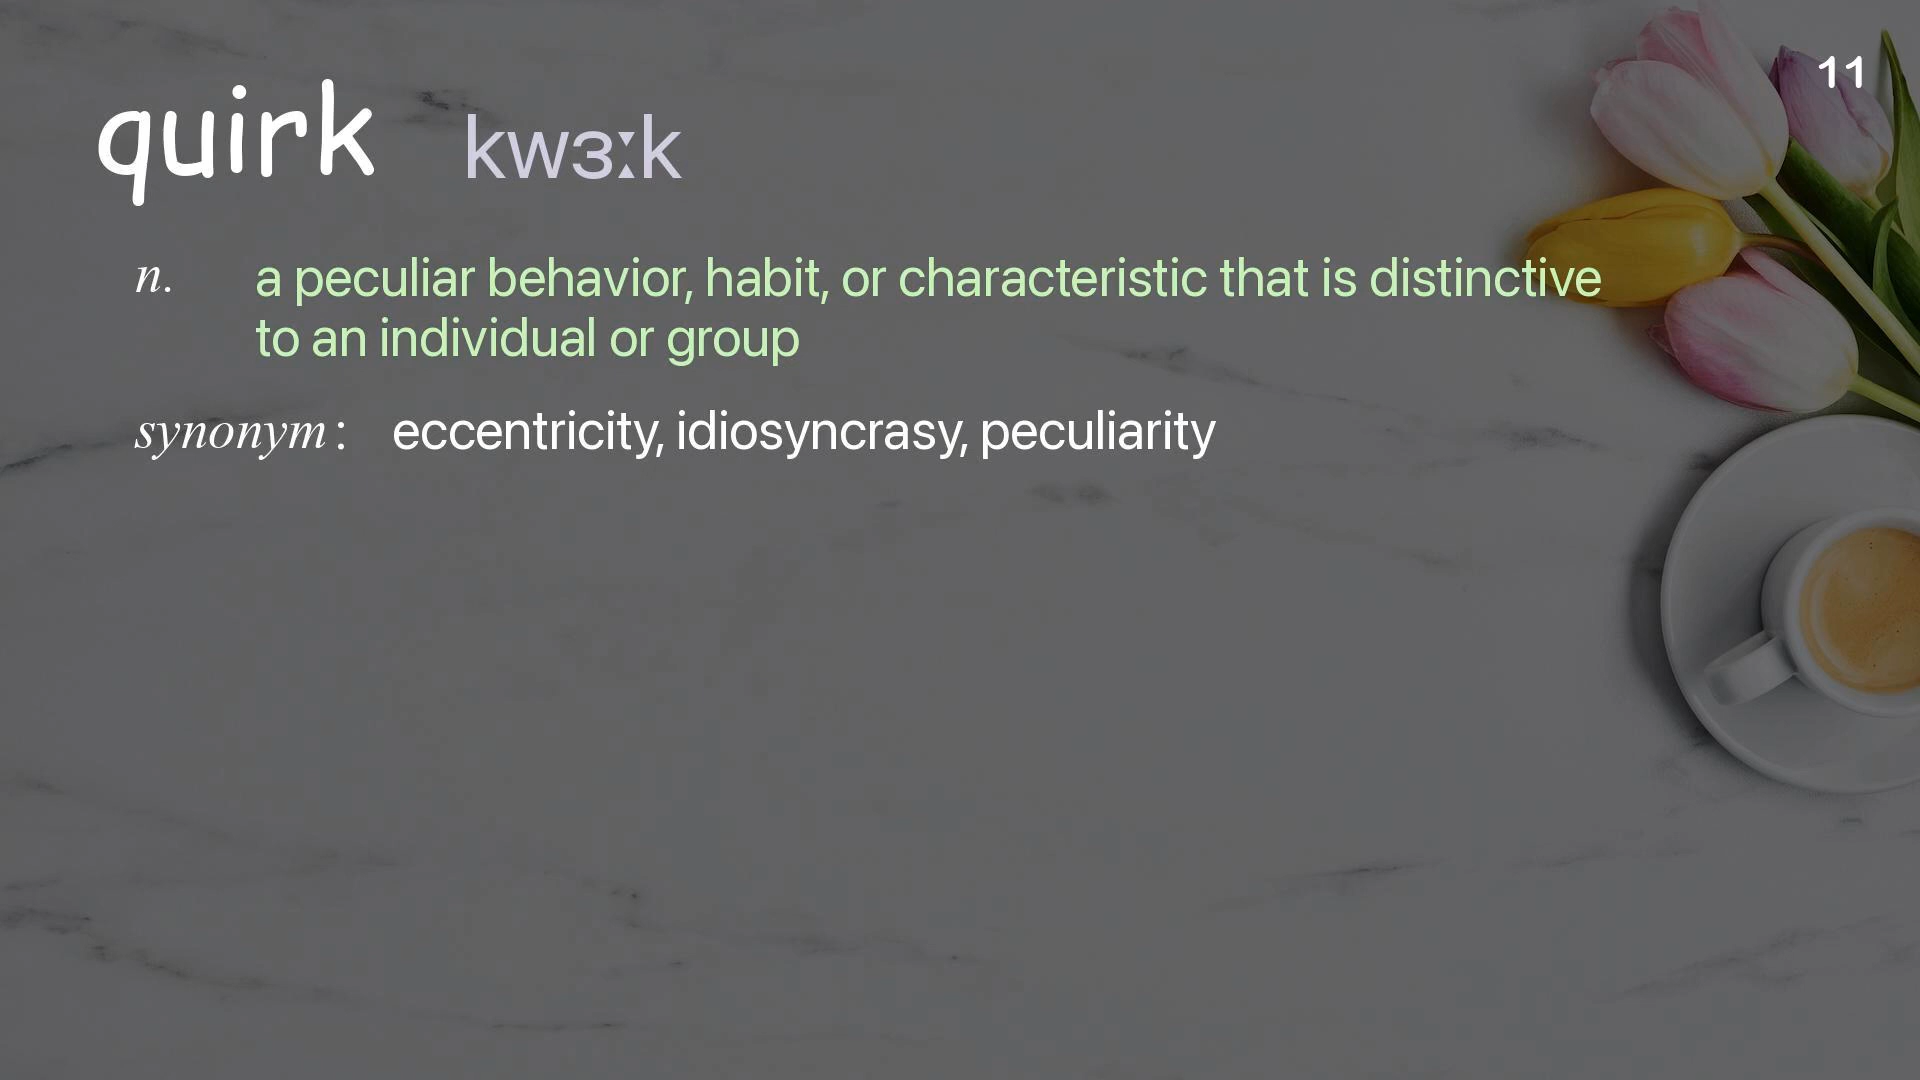 11
quirk kwɜːk
n. a peculiar behavior, habit, or characteristic that is distinctive
to an individual or group
synonym : eccentricity, idiosyncrasy, peculiarity